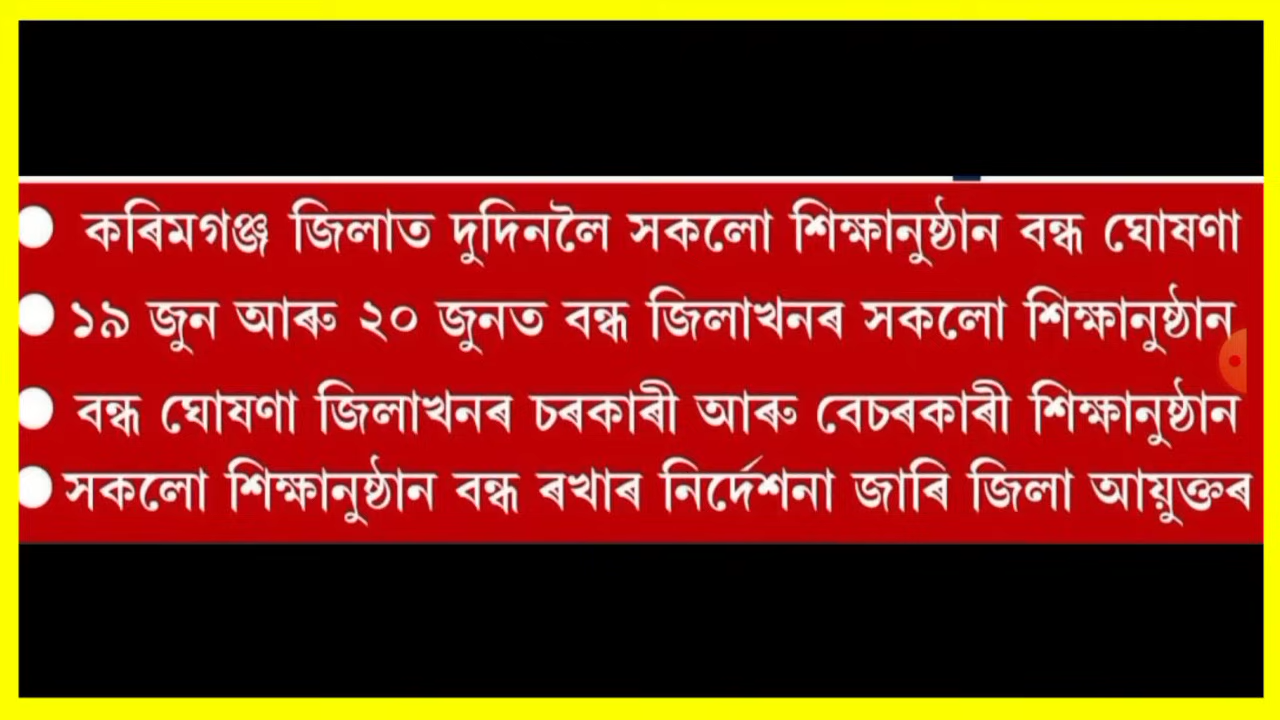 ● কৰিমগঞ্জ জিলাত দুদিনলৈ সকলো শিক্ষানুষ্ঠান বন্ধ ঘোষণা
● ১৯ জুন আৰু ২০ জুনত বন্ধ জিলাখনৰ সকলো শিক্ষানুষ্ঠান
● বন্ধ ঘোষণা জিলাখনৰ চৰকাৰী আৰু বেচৰকাৰী শিক্ষানুষ্ঠান
● সকলো শিক্ষানুষ্ঠান বন্ধ ৰখাৰ নিৰ্দেশনা জাৰি জিলা আয়ুক্তৰ